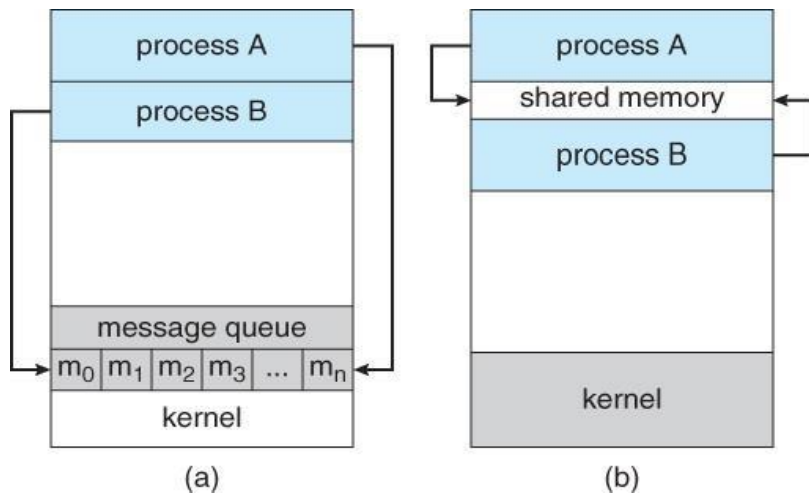 process A
process B
message queue
m₀ m₁ m₂ m₃ ... mₙ
kernel
(a)
process A
shared memory
process B
kernel
(b)